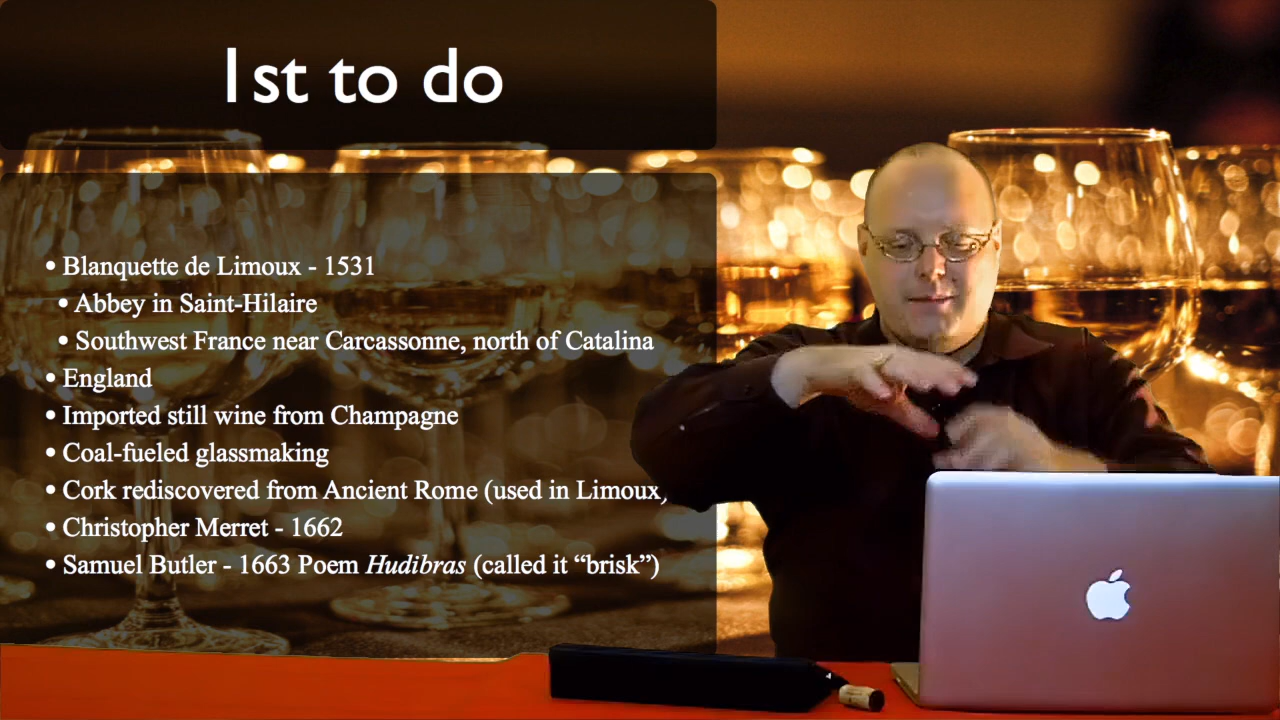 1st to do
• Blanquette de Limoux - 1531
• Abbey in Saint-Hilaire
• Southwest France near Carcassonne, north of Catalina
• England
• Imported still wine from Champagne
• Coal-fueled glassmaking
• Cork rediscovered from Ancient Rome (used in Limoux)
• Christopher Merret - 1662
• Samuel Butler - 1663 Poem Hudibras (called it “brisk”)